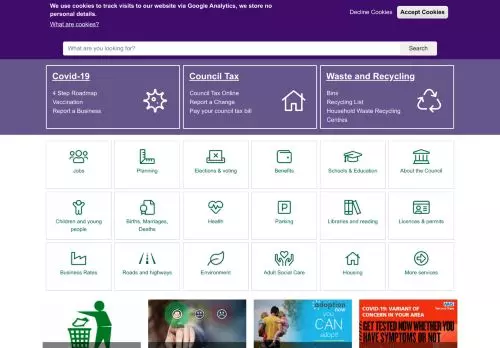 We use cookies to track visits to our website via Google Analytics, we store no
personal details.
What are cookies?
Decline Cookies
Accept Cookies
What are you looking for?
Search
Covid-19
4 Step Roadmap
Vaccination
Report a Business
Council Tax
Council Tax Online
Report a Change
Pay your council tax bill
Waste and Recycling
Bins
Recycling List
Household Waste Recycling
Centres
Jobs
Planning
Elections & voting
Benefits
Schools & Education
About the Council
Children and young
people
Births, Marriages,
Deaths
Health
Parking
Libraries and reading
Licences & permits
Business Rates
Roads and highways
Environment
Adult Social Care
Housing
More services
adoption
now
you
CAN
adopt
NHS
COVID-19: VARIANT OF
CONCERN IN YOUR AREA
GET TESTED NOW WHETHER YOU
HAVE SYMPTOMS OR NOT